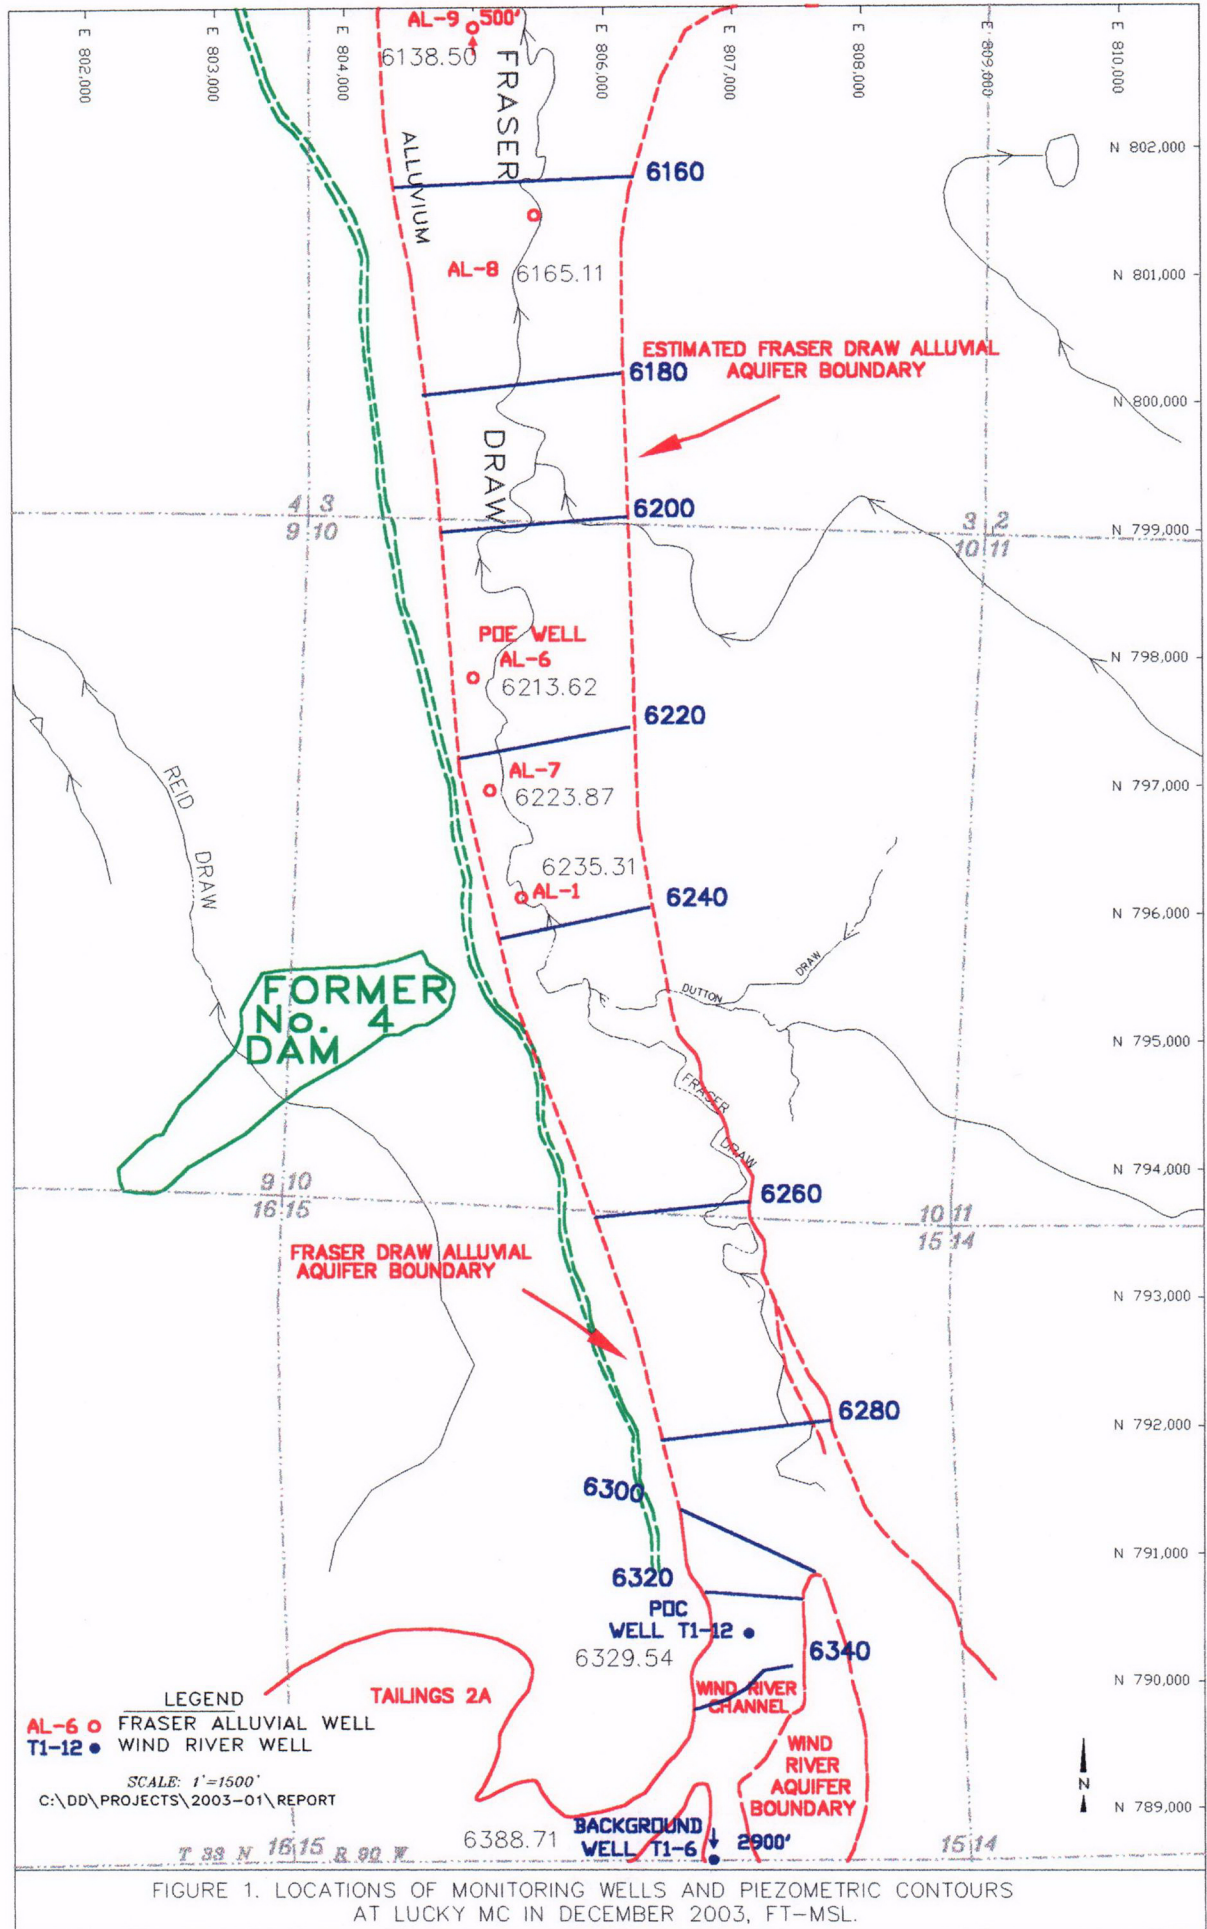 E 802,000
E 803,000
E 804,000
E 806,000
E 807,000
E 808,000
E 809,000
E 810,000
AL-9 500'
6138.50
FRASER
ALLUVIUM
N 802,000
6160
AL-8 6165.11
N 801,000
ESTIMATED FRASER DRAW ALLUVIAL
AQUIFER BOUNDARY
6180
N 800,000
DRAW
6200
4 3
9 10
3 2
10 11
N 799,000
POE WELL
AL-6
6213.62
N 798,000
6220
AL-7
6223.87
N 797,000
REID
DRAW
6235.31
AL-1
6240
N 796,000
DRAW
DUTTON
FORMER
No. 4
DAM
N 795,000
FRASER
DRAW
N 794,000
9 10
16 15
6260
10 11
15 14
FRASER DRAW ALLUVIAL
AQUIFER BOUNDARY
N 793,000
6280
N 792,000
6300
N 791,000
6320
POC
WELL T1-12
6329.54
6340
N 790,000
TAILINGS 2A
WIND RIVER
CHANNEL
WIND
RIVER
AQUIFER
BOUNDARY
LEGEND
AL-6 FRASER ALLUVIAL WELL
T1-12 WIND RIVER WELL
SCALE: 1"=1500'
C:\DD\PROJECTS\2003-01\REPORT
N
N 789,000
6388.71
BACKGROUND
WELL T1-6
2900'
T 33 N 16 15 R 90 W
15 14
FIGURE 1. LOCATIONS OF MONITORING WELLS AND PIEZOMETRIC CONTOURS
AT LUCKY MC IN DECEMBER 2003, FT-MSL.